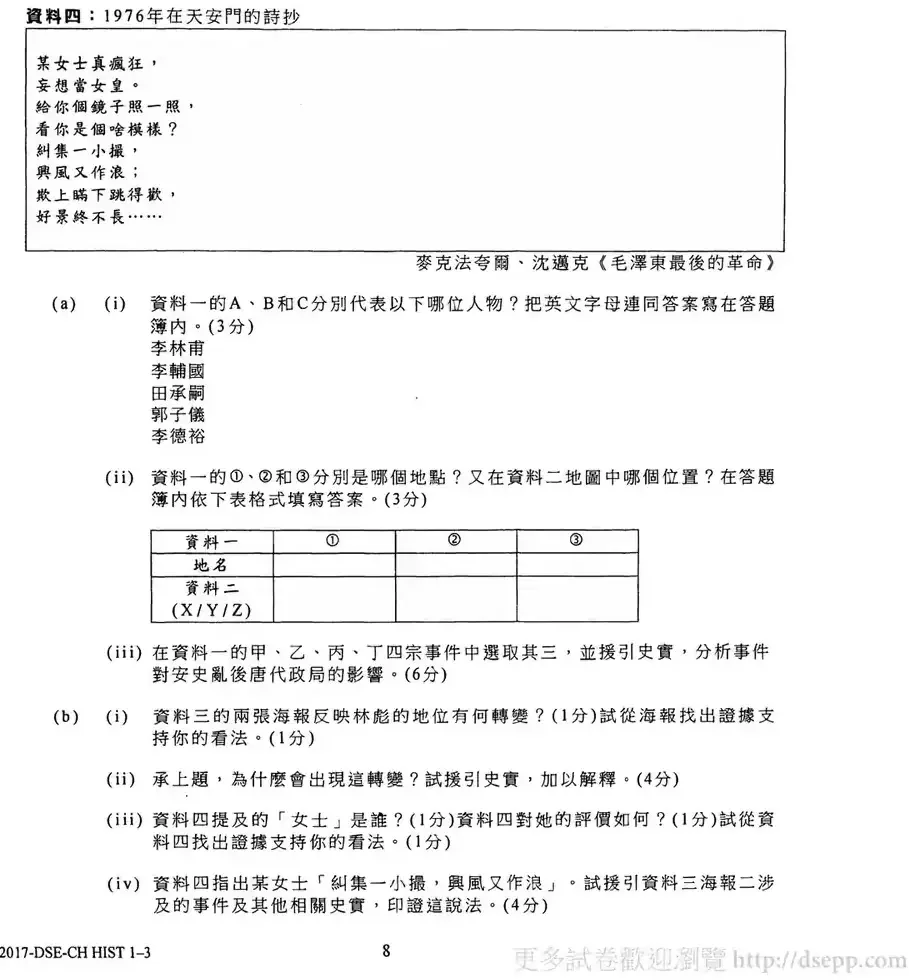 資料四：1976年在天安門的詩抄
某女士真瘋狂，
妄想當女皇。
給你個鏡子照一照，
看你是個啥模樣？
糾集一小撮，
興風又作浪；
欺上瞞下跳得歡，
好景終不長……
麥克法夸爾、沈邁克《毛澤東最後的革命》
(a) (i) 資料一的A、B和C分別代表以下哪位人物？把英文字母連同答案寫在答題
簿內。(3分)
李林甫
李輔國
田承嗣
郭子儀
李德裕
(ii) 資料一的①、②和③分別是哪個地點？又在資料二地圖中哪個位置？在答題
簿內依下表格式填寫答案。(3分)
資料一 ① ② ③
地名
資料二
(X/Y/Z)
(iii) 在資料一的甲、乙、丙、丁四宗事件中選取其三，並援引史實，分析事件
對安史亂後唐代政局的影響。(6分)
(b) (i) 資料三的兩張海報反映林彪的地位有何轉變？(1分)試從海報找出證據支
持你的看法。(1分)
(ii) 承上題，為什麼會出現這轉變？試援引史實，加以解釋。(4分)
(iii) 資料四提及的「女士」是誰？(1分)資料四對她的評價如何？(1分)試從資
料四找出證據支持你的看法。(1分)
(iv) 資料四指出某女士「糾集一小撮，興風又作浪」。試援引資料三海報二涉
及的事件及其他相關史實，印證這說法。(4分)
2017-DSE-CH HIST 1–3
8
更多試卷歡迎瀏覽 http://dsepp.com